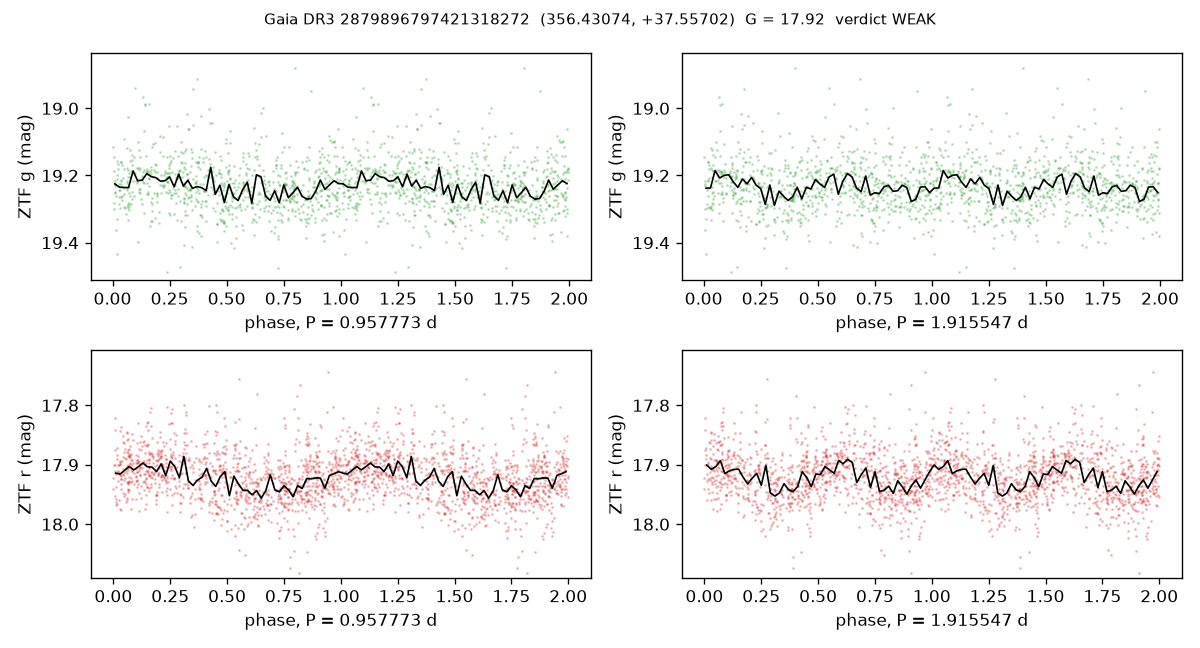 Gaia DR3 2879896797421318272 (356.43074, +37.55702) G = 17.92 verdict WEAK
ZTF g (mag)
19.0
19.2
19.4
0.00 0.25 0.50 0.75 1.00 1.25 1.50 1.75 2.00
phase, P = 0.957773 d
ZTF g (mag)
19.0
19.2
19.4
0.00 0.25 0.50 0.75 1.00 1.25 1.50 1.75 2.00
phase, P = 1.915547 d
ZTF r (mag)
17.8
17.9
18.0
0.00 0.25 0.50 0.75 1.00 1.25 1.50 1.75 2.00
phase, P = 0.957773 d
ZTF r (mag)
17.8
17.9
18.0
0.00 0.25 0.50 0.75 1.00 1.25 1.50 1.75 2.00
phase, P = 1.915547 d